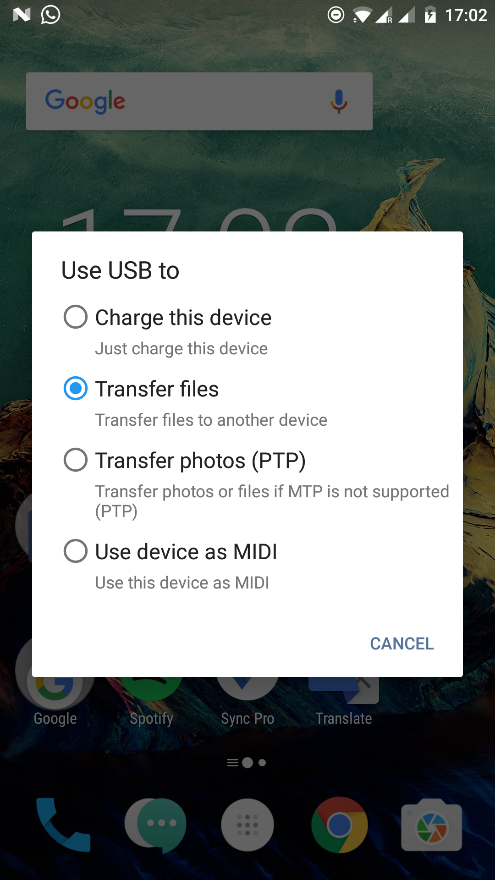 17:02
Google
Use USB to
Charge this device
Just charge this device
Transfer files
Transfer files to another device
Transfer photos (PTP)
Transfer photos or files if MTP is not supported
(PTP)
Use device as MIDI
Use this device as MIDI
CANCEL
Google
Spotify
Sync Pro
Translate